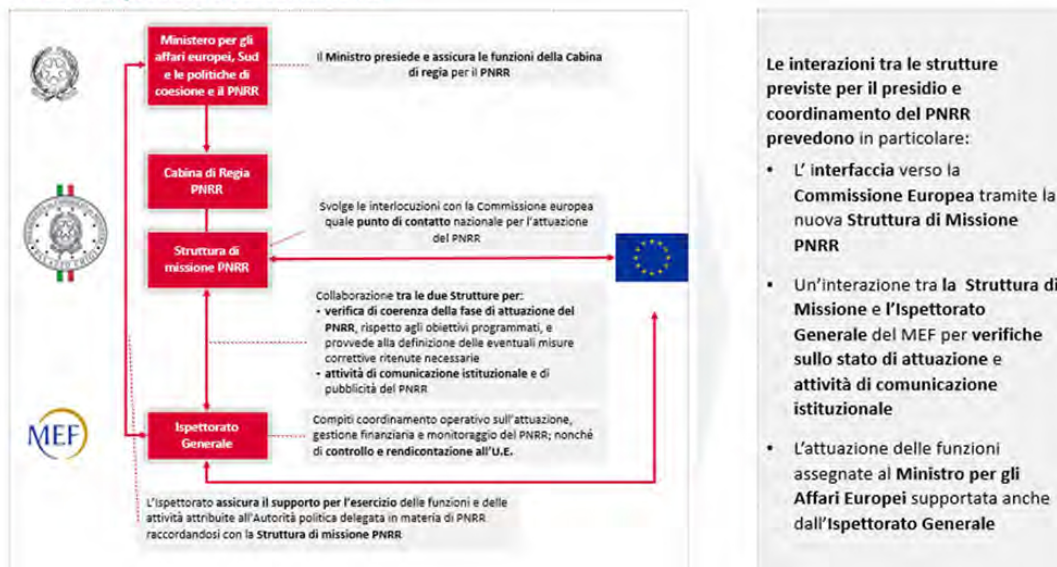 Ministero per gli
affari europei, Sud
e le politiche di
coesione e il PNRR
Il Ministro presiede e assicura le funzioni della Cabina
di regia per il PNRR
Cabina di Regia
PNRR
Svolge le interlocuzioni con la Commissione europea
quale punto di contatto nazionale per l'attuazione
del PNRR
Struttura di
missione PNRR
Collaborazione tra le due Strutture per:
- verifica di coerenza della fase di attuazione del
PNRR, rispetto agli obiettivi programmati, e
provvede alla definizione delle eventuali misure
correttive ritenute necessarie
- attività di comunicazione istituzionale e di
pubblicità del PNRR
MEF
Ispettorato
Generale
Compiti coordinamento operativo sull'attuazione,
gestione finanziaria e monitoraggio del PNRR; nonché
di controllo e rendicontazione all'U.E.
L'Ispettorato assicura il supporto per l'esercizio delle funzioni e delle
attività attribuite all'Autorità politica delegata in materia di PNRR
raccordandosi con la Struttura di missione PNRR
Le interazioni tra le strutture
previste per il presidio e
coordinamento del PNRR
prevedono in particolare:
• L' interfaccia verso la
Commissione Europea tramite la
nuova Struttura di Missione
PNRR
• Un'interazione tra la Struttura di
Missione e l'Ispettorato
Generale del MEF per verifiche
sullo stato di attuazione e
attività di comunicazione
istituzionale
• L'attuazione delle funzioni
assegnate al Ministro per gli
Affari Europei supportata anche
dall'Ispettorato Generale